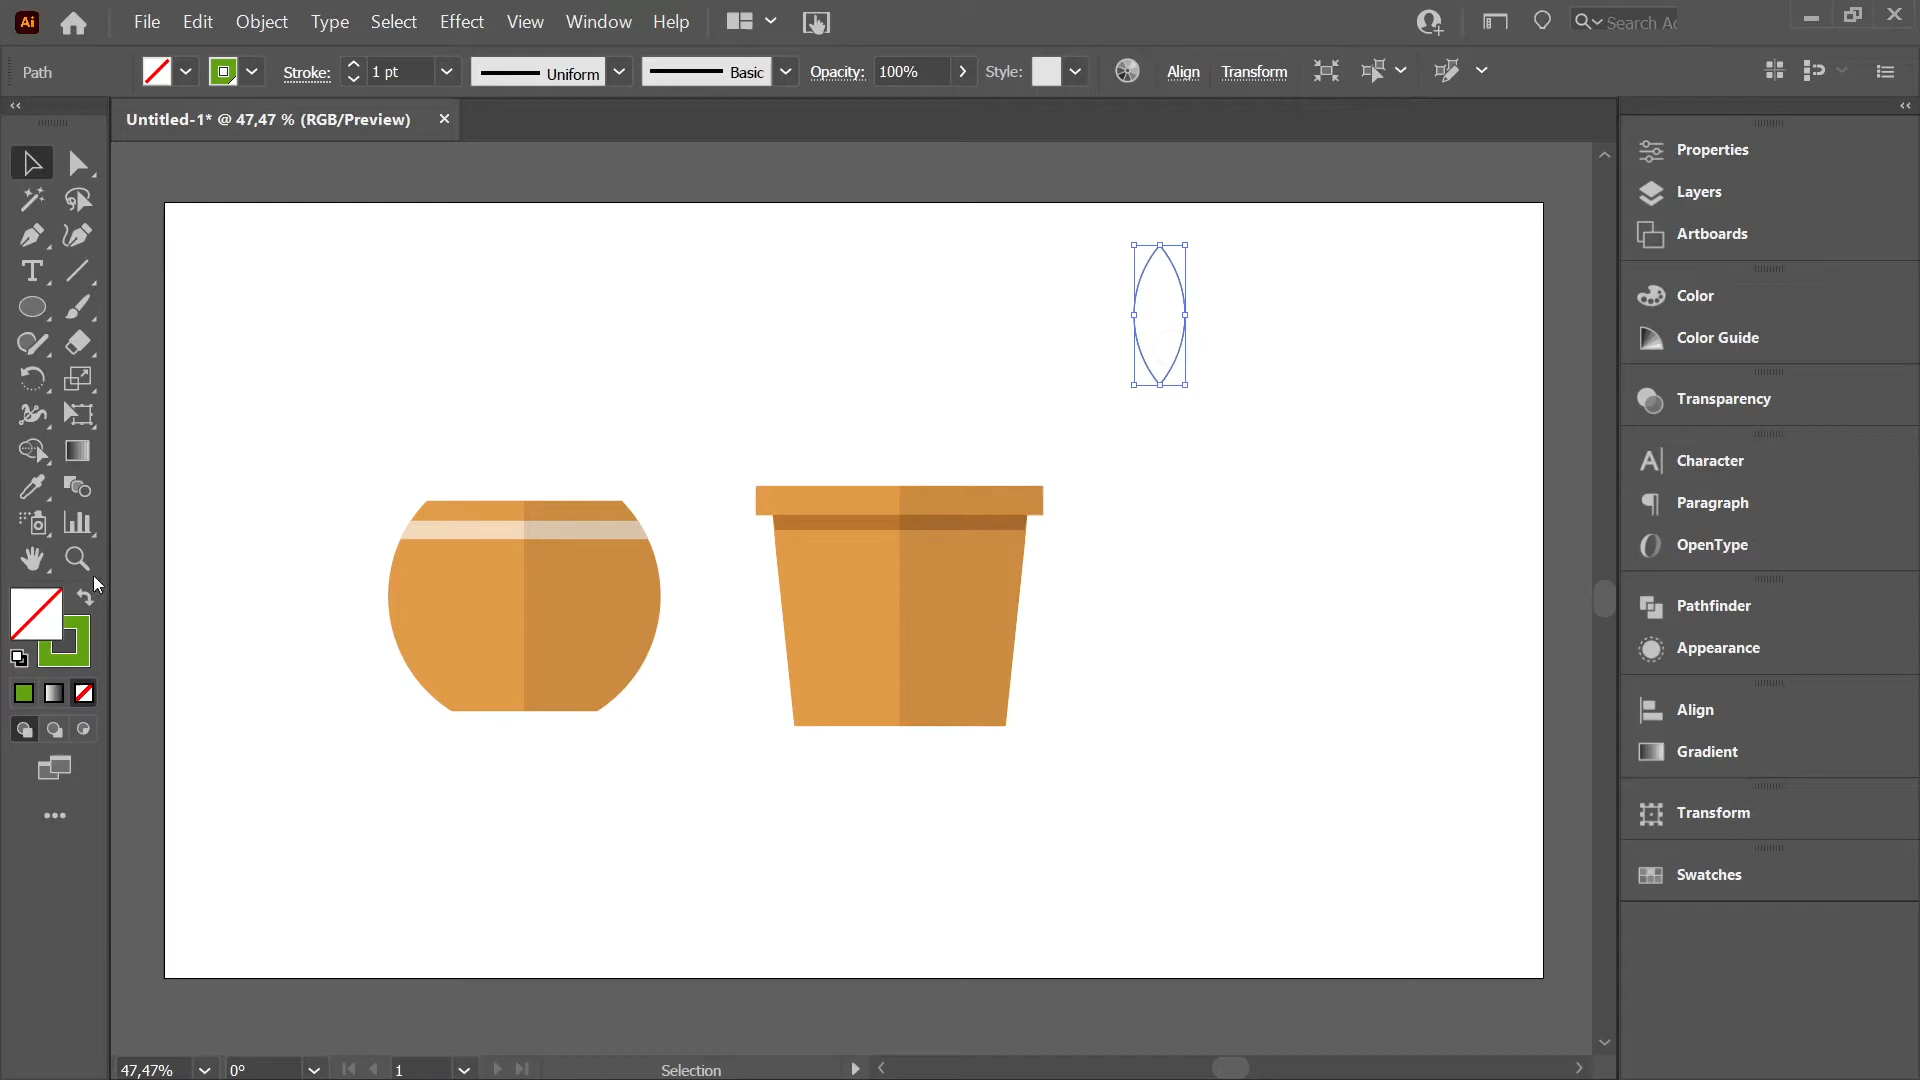 Ai File Edit Object Type Select Effect View Window Help
Path Stroke: 1 pt Uniform Basic Opacity: 100% Style: Align Transform
Untitled-1* @ 47,47 % (RGB/Preview)
Properties
Layers
Artboards
Color
Color Guide
Transparency
Character
Paragraph
OpenType
Pathfinder
Appearance
Align
Gradient
Transform
Swatches
47,47% 0° 1 Selection